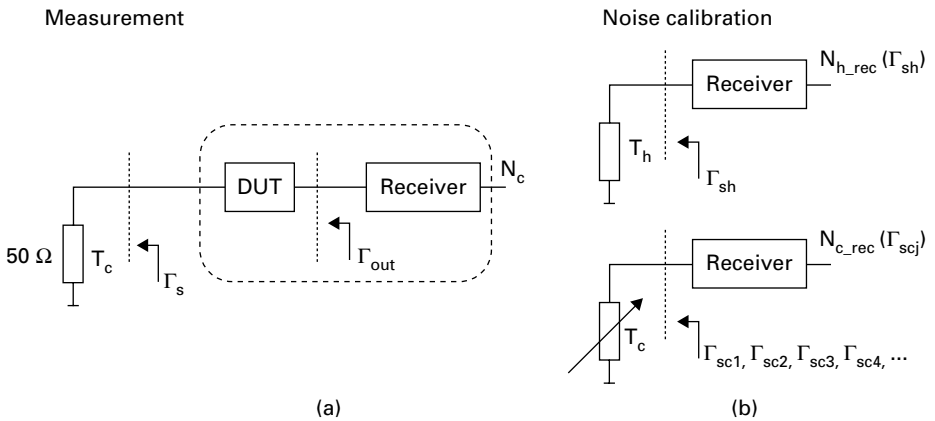 Measurement
50 Ω
T_c
Γ_s
DUT
Γ_out
Receiver
N_c
(a)
Noise calibration
T_h
Γ_sh
Receiver
N_h_rec (Γ_sh)
T_c
Receiver
N_c_rec (Γ_scj)
Γ_sc1, Γ_sc2, Γ_sc3, Γ_sc4, ...
(b)